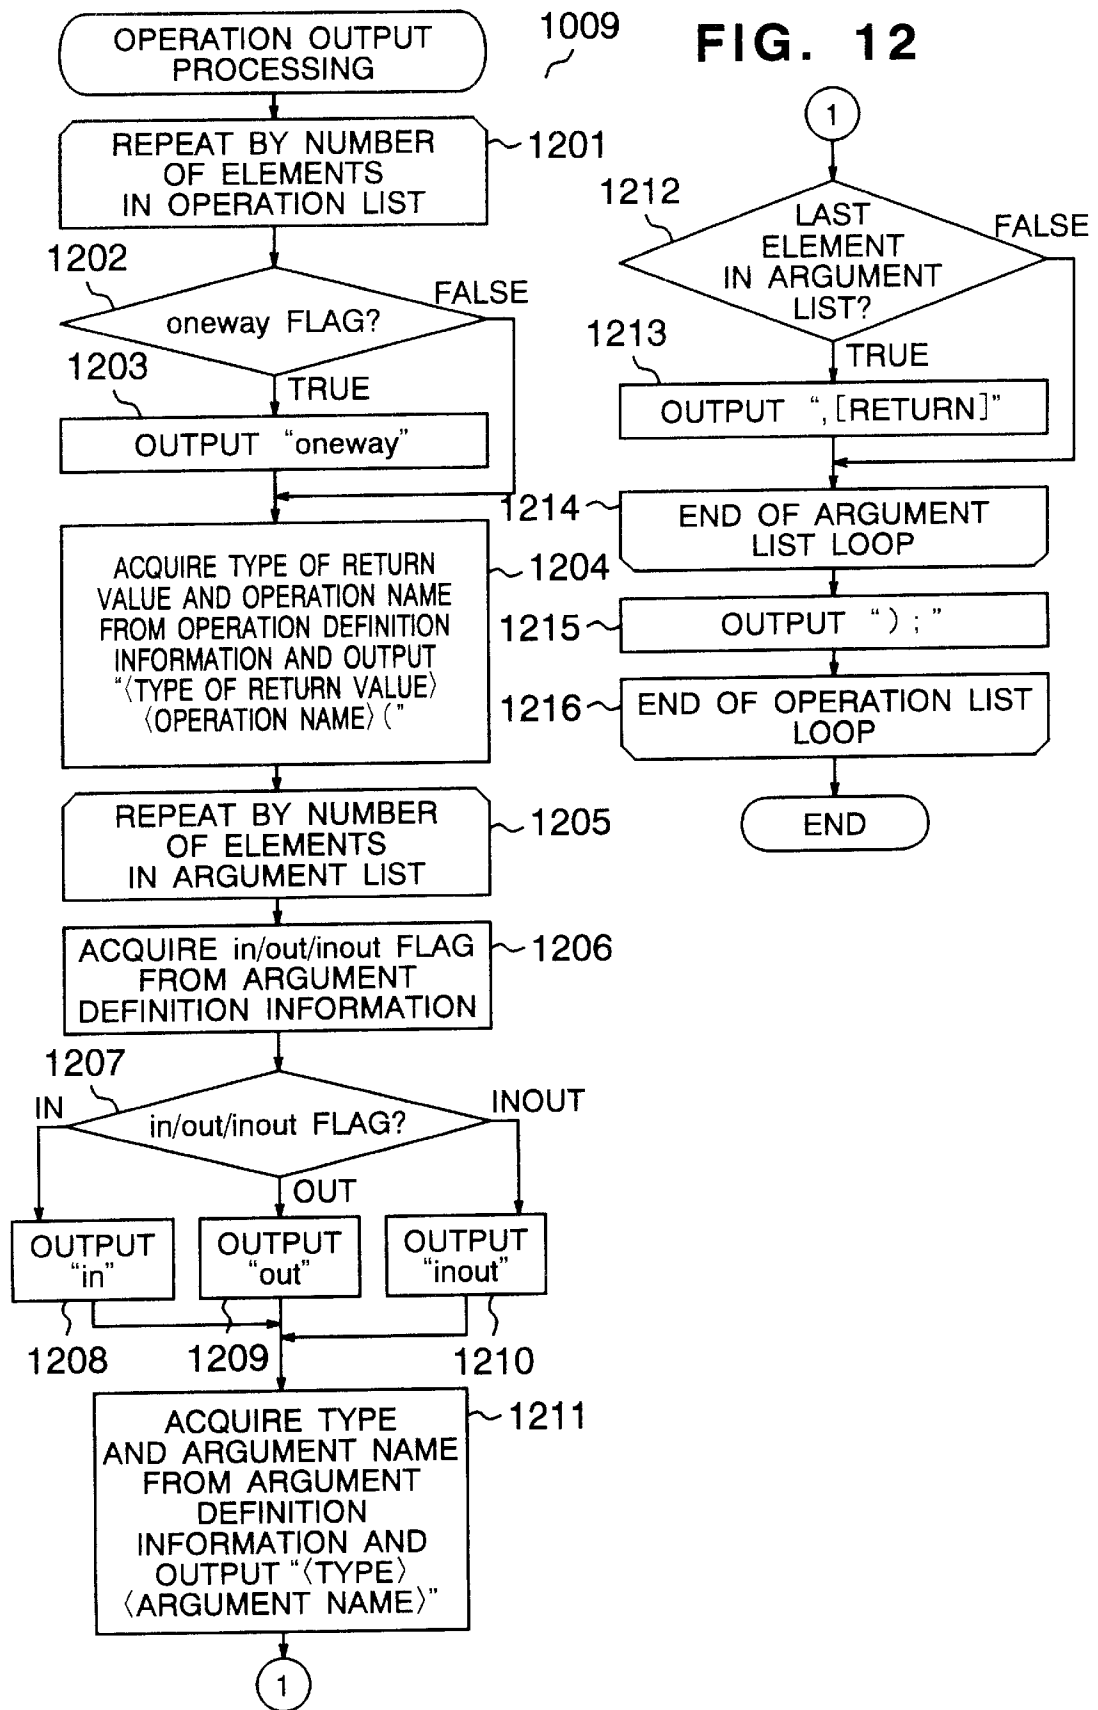 FIG. 12
1009
OPERATION OUTPUT
PROCESSING
REPEAT BY NUMBER
OF ELEMENTS
IN OPERATION LIST
1201
1202
oneway FLAG?
FALSE
TRUE
1203
OUTPUT “oneway”
ACQUIRE TYPE OF RETURN
VALUE AND OPERATION NAME
FROM OPERATION DEFINITION
INFORMATION AND OUTPUT
“〈TYPE OF RETURN VALUE〉
〈OPERATION NAME〉(”
1204
REPEAT BY NUMBER
OF ELEMENTS
IN ARGUMENT LIST
1205
ACQUIRE in/out/inout FLAG
FROM ARGUMENT
DEFINITION INFORMATION
1206
1207
IN
in/out/inout FLAG?
INOUT
OUT
OUTPUT
“in”
OUTPUT
“out”
OUTPUT
“inout”
1208
1209
1210
ACQUIRE TYPE
AND ARGUMENT NAME
FROM ARGUMENT
DEFINITION
INFORMATION AND
OUTPUT “〈TYPE〉
〈ARGUMENT NAME〉”
1211
1
1
1212
LAST
ELEMENT
IN ARGUMENT
LIST?
FALSE
TRUE
1213
OUTPUT “,[RETURN]”
1214
END OF ARGUMENT
LIST LOOP
1215
OUTPUT “) ; ”
1216
END OF OPERATION LIST
LOOP
END